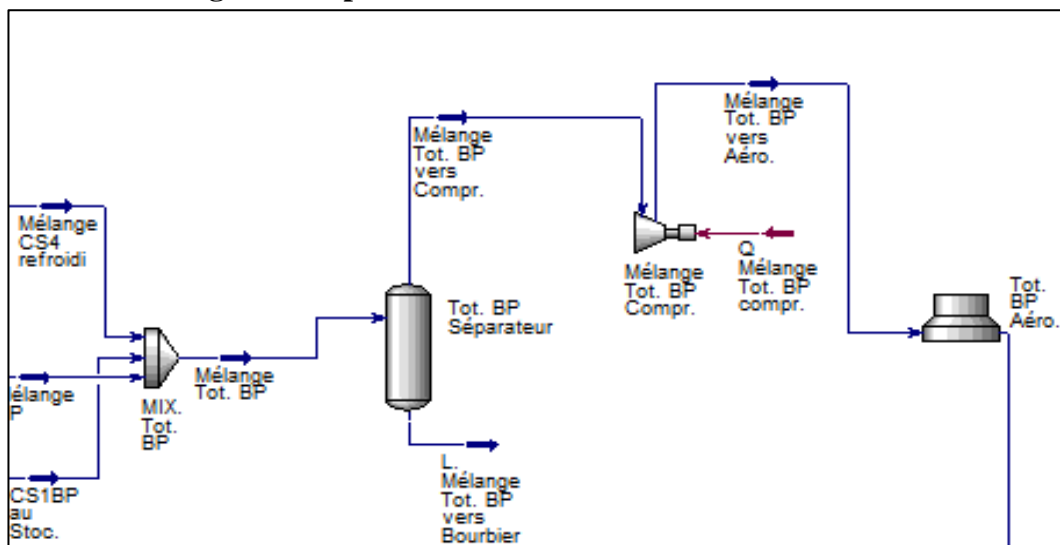 Mélange
Tot. BP
vers
Compr.
Mélange
Tot. BP
vers
Aéro.
Mélange
CS4
refroidi
Mélange
Tot. BP
Compr.
Q
Mélange
Tot. BP
compr.
Tot.
BP
Aéro.
Tot. BP
Séparateur
Mélange
Tot. BP
MIX.
Tot.
BP
élange
P
CS1BP
au
Stoc.
L.
Mélange
Tot. BP
vers
Bourbier